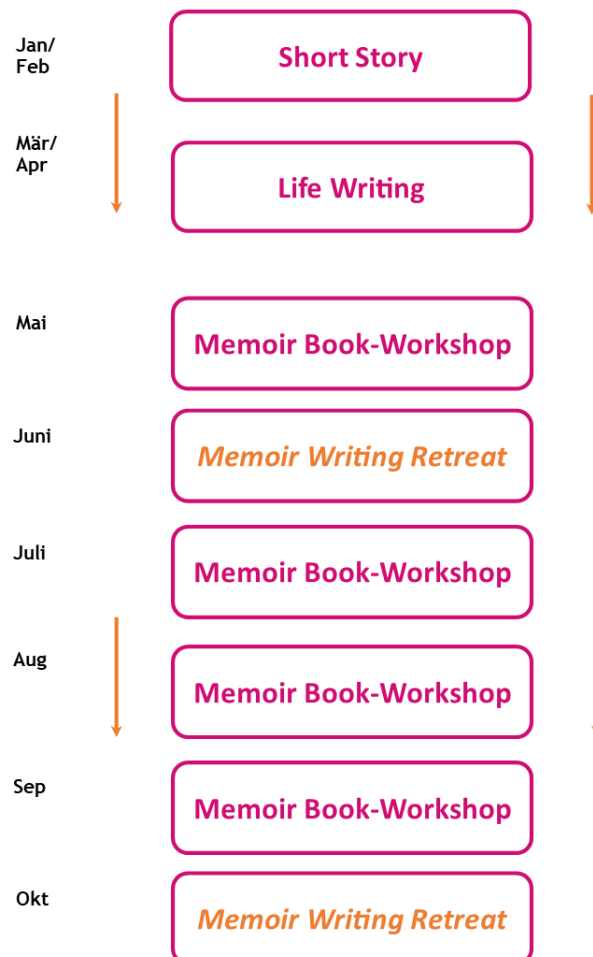 Jan/
Feb
Short Story
Mär/
Apr
Life Writing
Mai
Memoir Book-Workshop
Juni
Memoir Writing Retreat
Juli
Memoir Book-Workshop
Aug
Memoir Book-Workshop
Sep
Memoir Book-Workshop
Okt
Memoir Writing Retreat